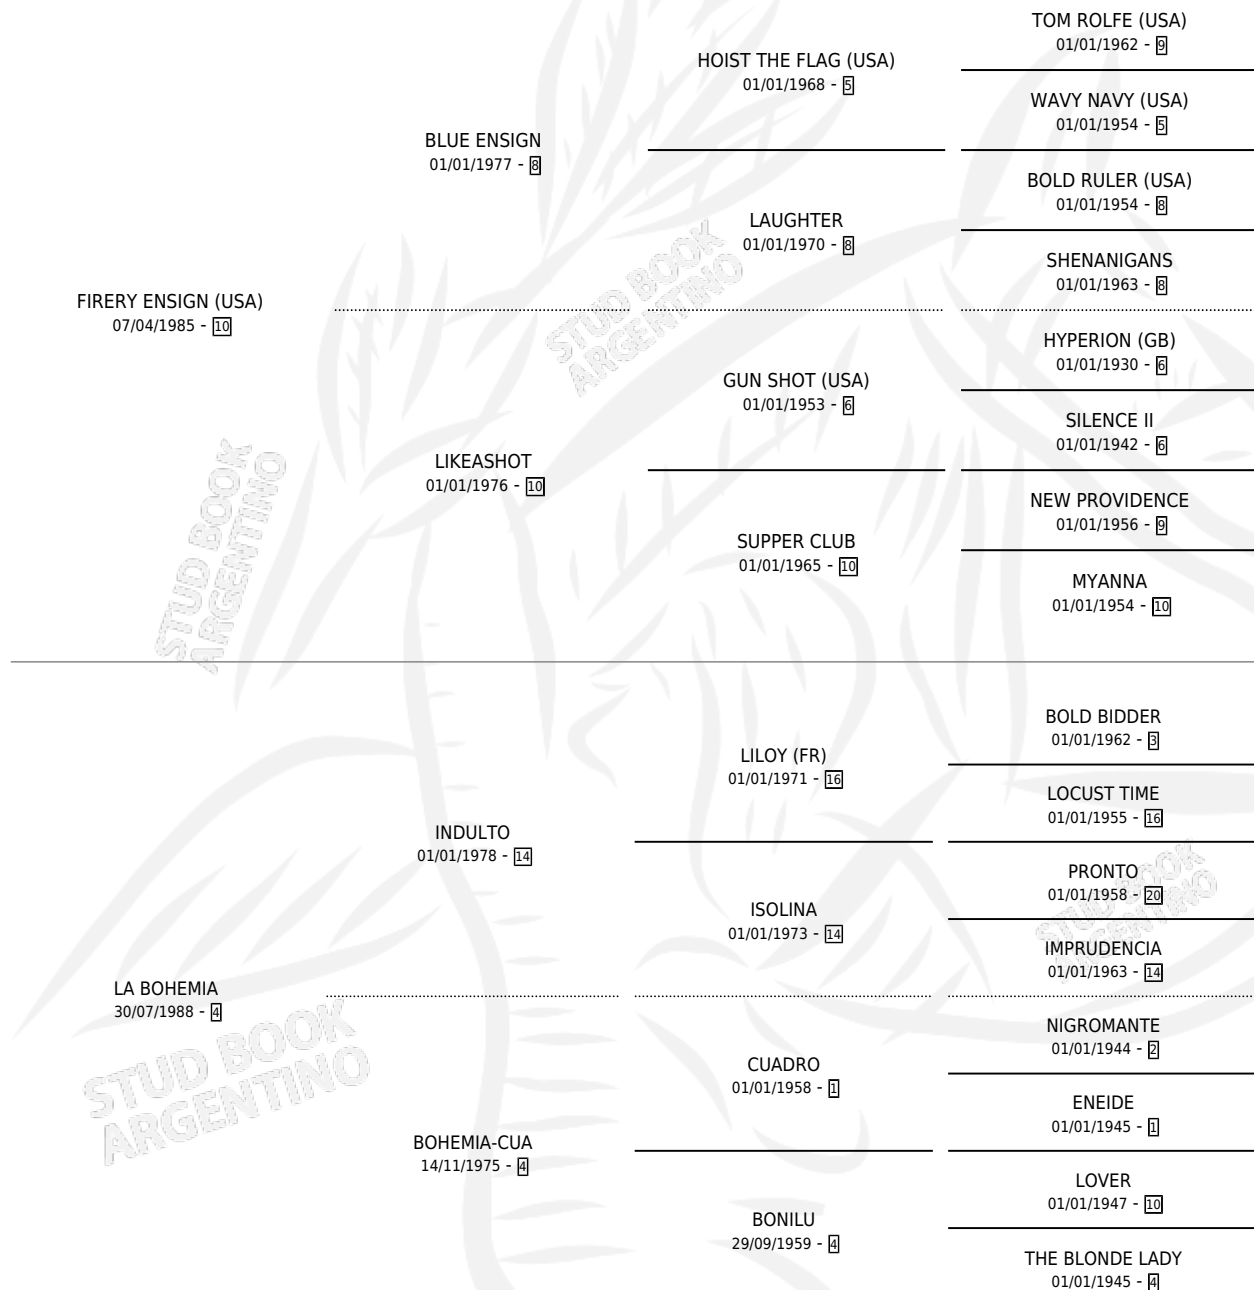 TOM ROLFE (USA)
01/01/1962 - 9
HOIST THE FLAG (USA)
01/01/1968 - 5
WAVY NAVY (USA)
01/01/1954 - 5
BLUE ENSIGN
01/01/1977 - 8
BOLD RULER (USA)
01/01/1954 - 8
LAUGHTER
01/01/1970 - 8
SHENANIGANS
01/01/1963 - 8
FIRERY ENSIGN (USA)
07/04/1985 - 10
HYPERION (GB)
01/01/1930 - 6
GUN SHOT (USA)
01/01/1953 - 6
SILENCE II
01/01/1942 - 6
LIKEASHOT
01/01/1976 - 10
NEW PROVIDENCE
01/01/1956 - 9
SUPPER CLUB
01/01/1965 - 10
MYANNA
01/01/1954 - 10
BOLD BIDDER
01/01/1962 - 3
LILOY (FR)
01/01/1971 - 16
LOCUST TIME
01/01/1955 - 16
INDULTO
01/01/1978 - 14
PRONTO
01/01/1958 - 20
ISOLINA
01/01/1973 - 14
IMPRUDENCIA
01/01/1963 - 14
LA BOHEMIA
30/07/1988 - 4
NIGROMANTE
01/01/1944 - 2
CUADRO
01/01/1958 - 1
ENEIDE
01/01/1945 - 1
BOHEMIA-CUA
14/11/1975 - 4
LOVER
01/01/1947 - 10
BONILU
29/09/1959 - 4
THE BLONDE LADY
01/01/1945 - 4
STUD BOOK
ARGENTINO
STUD BOOK
ARGENTINO
STUD BOOK
ARGENTINO
STUD BOOK
ARGENTINO